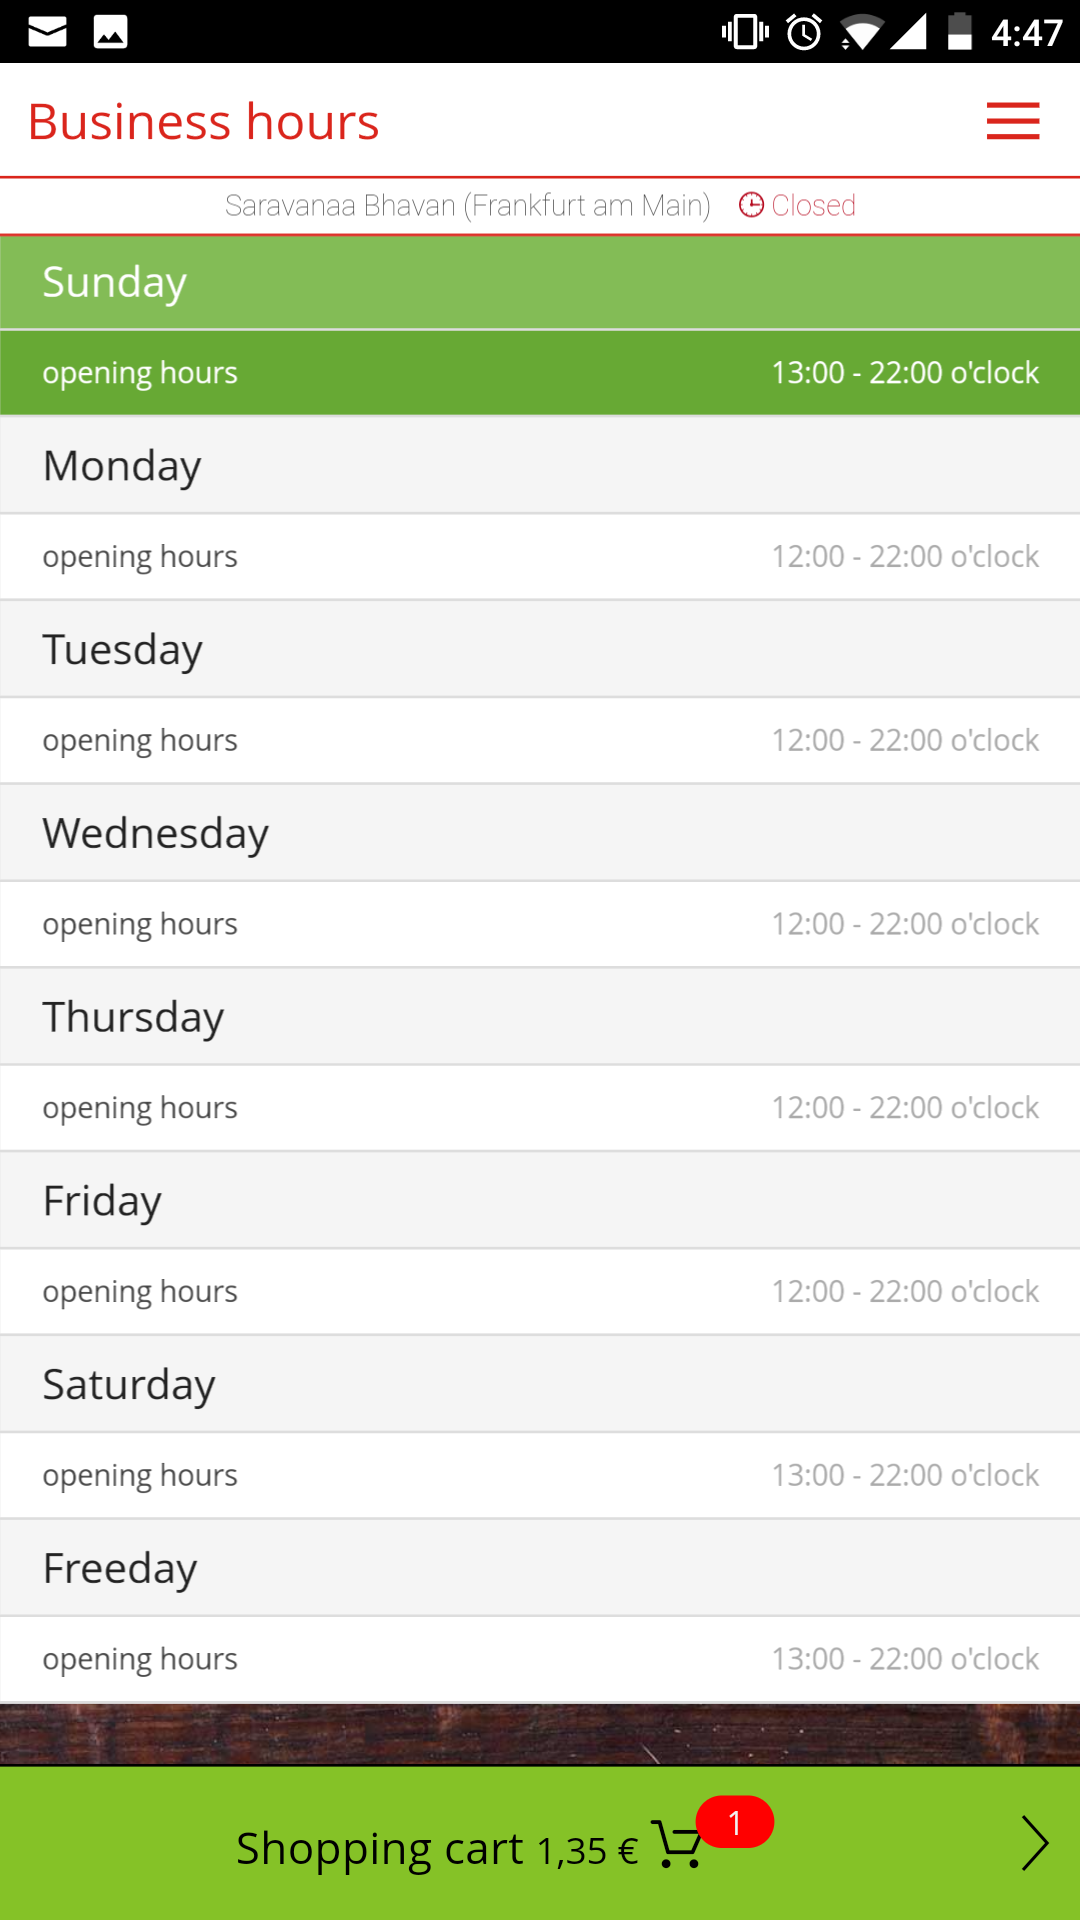 4:47
Business hours
Saravanaa Bhavan (Frankfurt am Main) Closed
Sunday
opening hours 13:00 - 22:00 o'clock
Monday
opening hours 12:00 - 22:00 o'clock
Tuesday
opening hours 12:00 - 22:00 o'clock
Wednesday
opening hours 12:00 - 22:00 o'clock
Thursday
opening hours 12:00 - 22:00 o'clock
Friday
opening hours 12:00 - 22:00 o'clock
Saturday
opening hours 13:00 - 22:00 o'clock
Freeday
opening hours 13:00 - 22:00 o'clock
Shopping cart 1,35 € 1